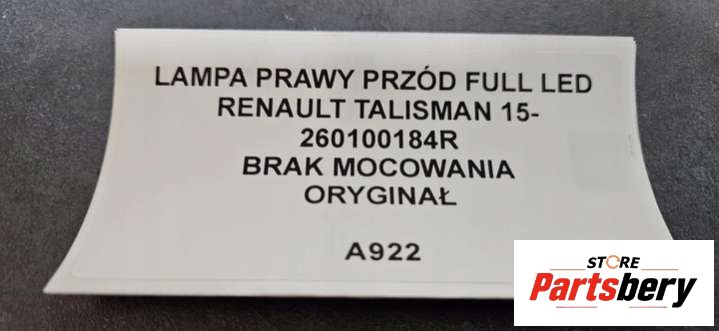 LAMPA PRAWY PRZÓD FULL LED
RENAULT TALISMAN 15-
260100184R
BRAK MOCOWANIA
ORYGINAŁ
A922
STORE
Partsbery